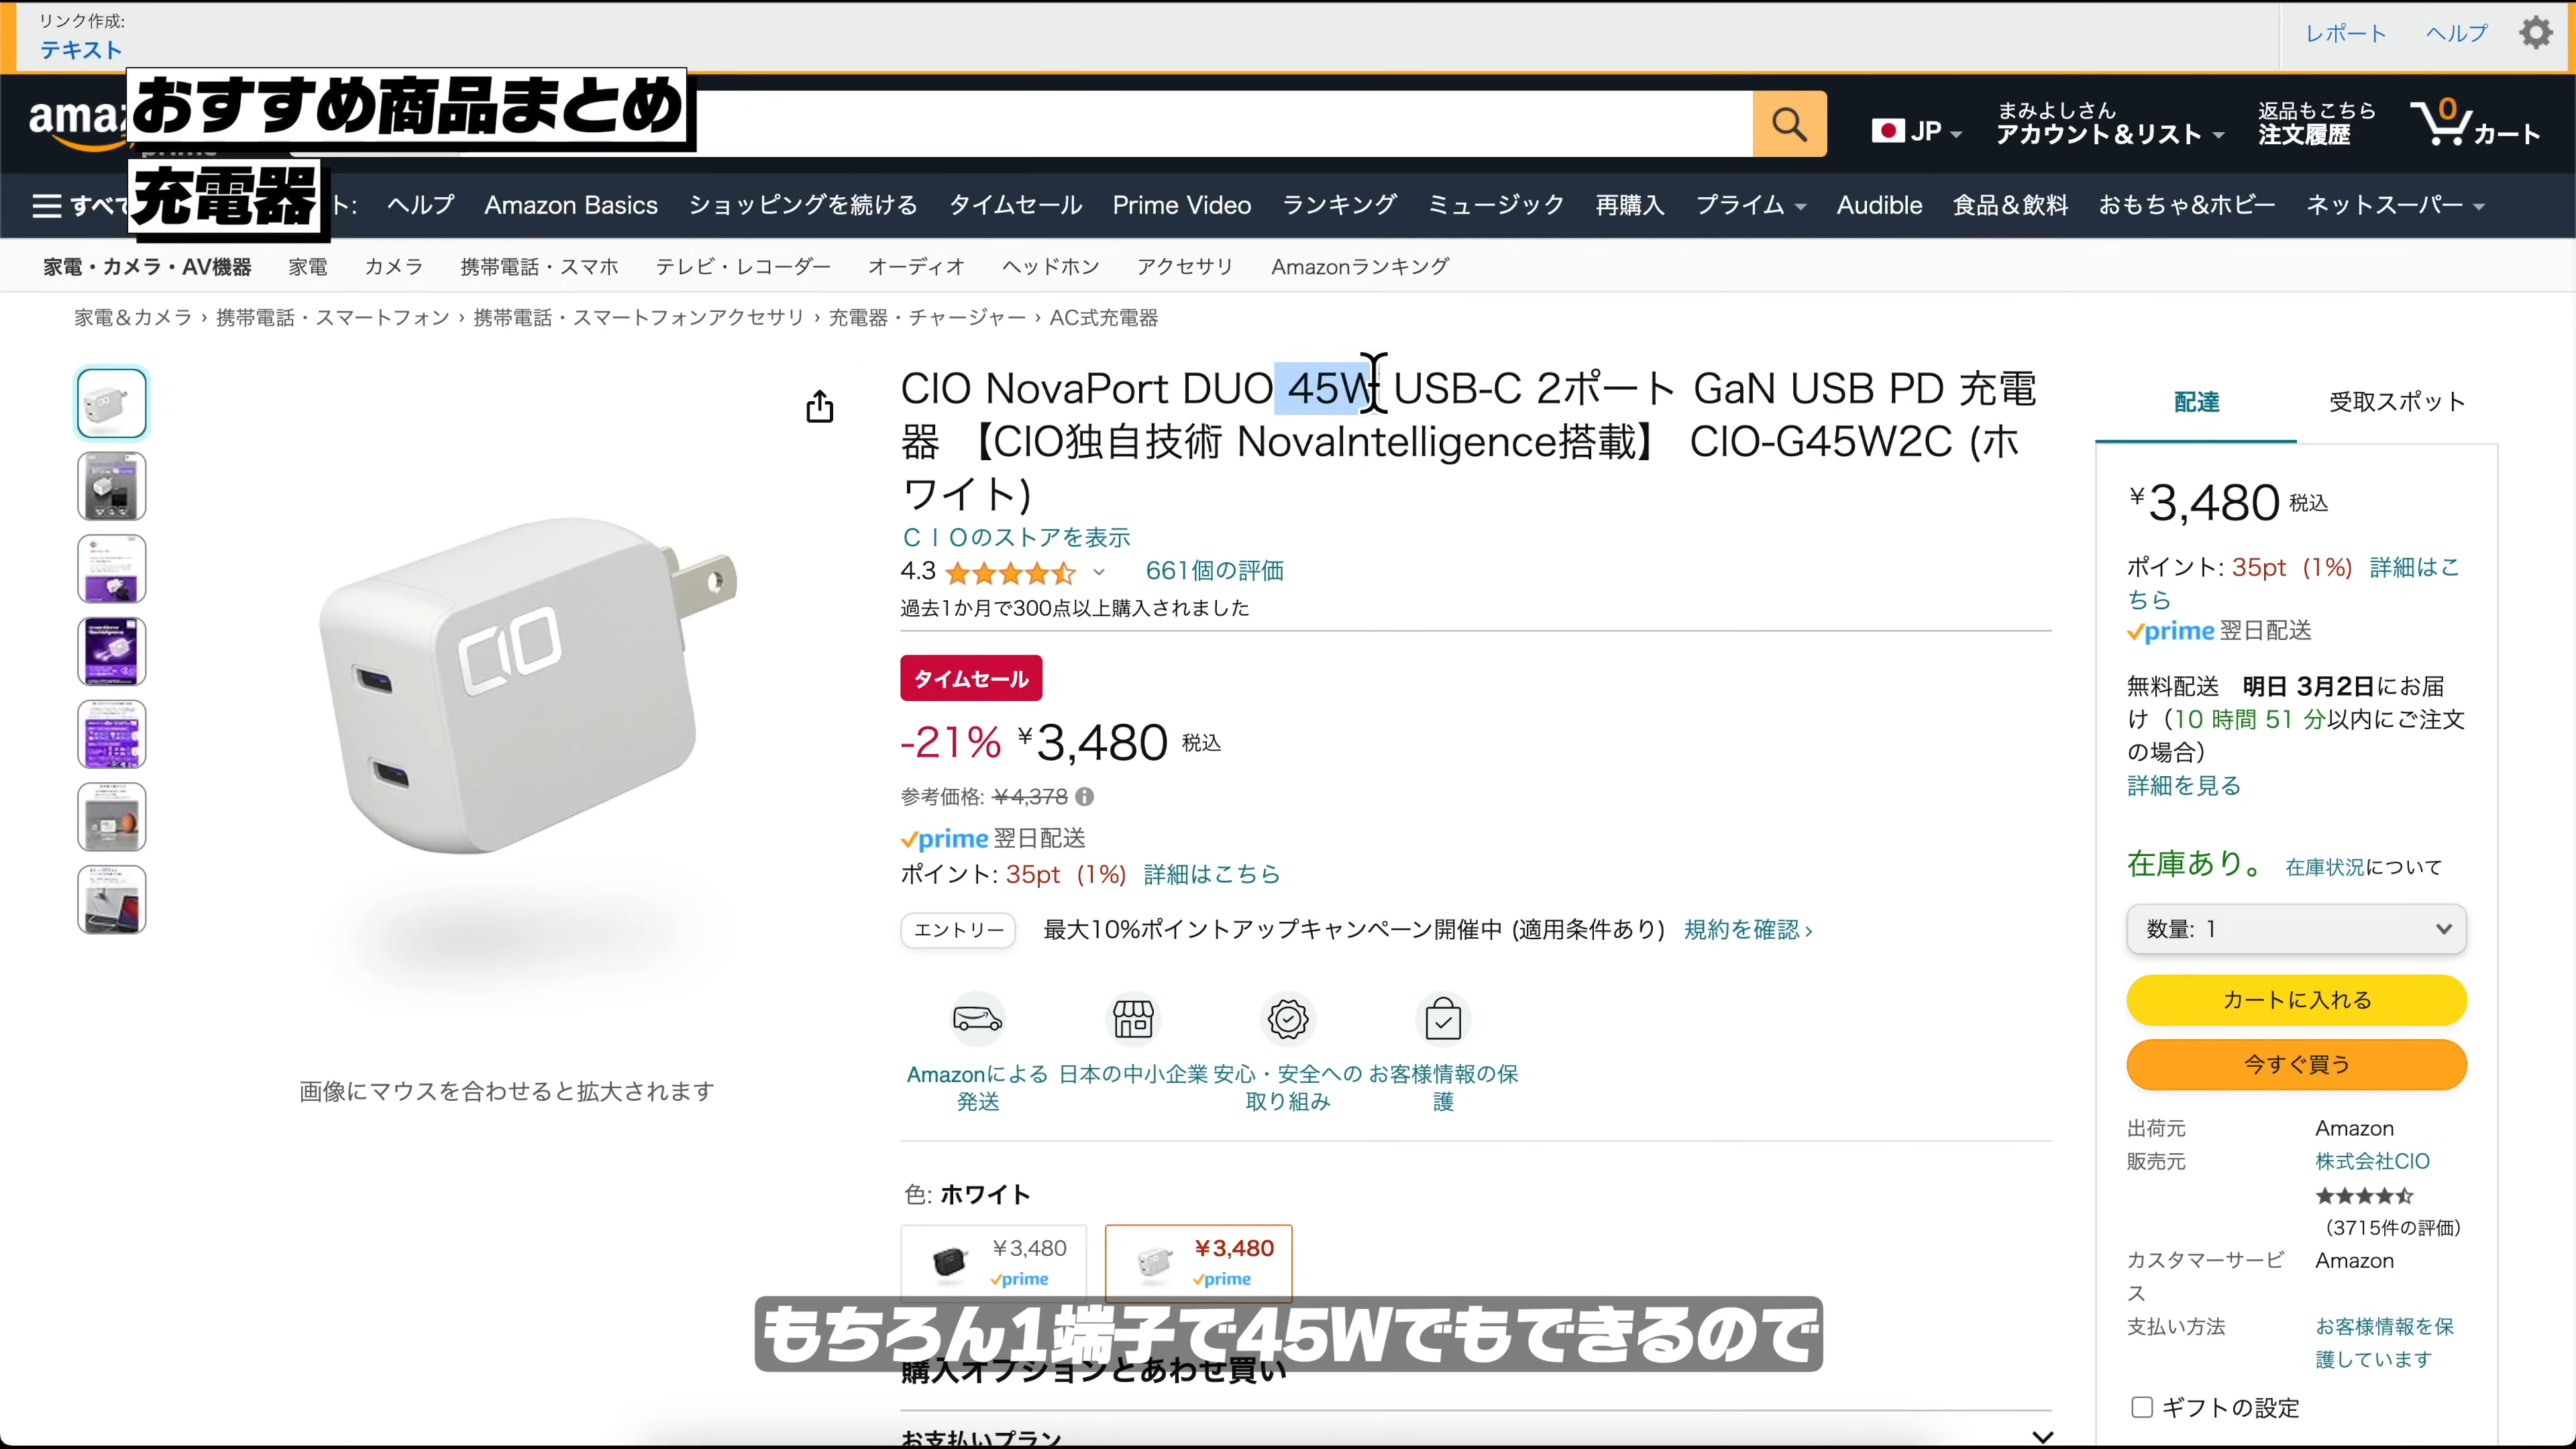 リンク作成:
テキスト
レポート
ヘルプ
おすすめ商品まとめ
充電器
JP
まみよしさん
アカウント＆リスト
返品もこちら
注文履歴
0
カート
すべて
ト:
ヘルプ
Amazon Basics
ショッピングを続ける
タイムセール
Prime Video
ランキング
ミュージック
再購入
プライム
Audible
食品＆飲料
おもちゃ&ホビー
ネットスーパー
家電・カメラ・AV機器
家電
カメラ
携帯電話・スマホ
テレビ・レコーダー
オーディオ
ヘッドホン
アクセサリ
Amazonランキング
家電＆カメラ › 携帯電話・スマートフォン › 携帯電話・スマートフォンアクセサリ › 充電器・チャージャー › AC式充電器
CIO
画像にマウスを合わせると拡大されます
CIO NovaPort DUO 45W USB-C 2ポート GaN USB PD 充電
器 【CIO独自技術 NovaIntelligence搭載】 CIO-G45W2C (ホ
ワイト)
ＣＩＯのストアを表示
4.3
661個の評価
過去1か月で300点以上購入されました
タイムセール
-21% ￥3,480 税込
参考価格: ￥4,378
prime 翌日配送
ポイント: 35pt (1%) 詳細はこちら
エントリー
最大10%ポイントアップキャンペーン開催中 (適用条件あり) 規約を確認 ›
Amazonによる
発送
日本の中小企業
安心・安全への
取り組み
お客様情報の保
護
色: ホワイト
￥3,480
prime
￥3,480
prime
もちろん1端子で45Wでもできるので
購入オプションとあわせ買い
お支払いプラン
配達
受取スポット
￥3,480 税込
ポイント: 35pt (1%) 詳細はこ
ちら
prime 翌日配送
無料配送 明日 3月2日にお届
け（10 時間 51 分以内にご注文
の場合）
詳細を見る
在庫あり。 在庫状況について
数量: 1
カートに入れる
今すぐ買う
出荷元 Amazon
販売元 株式会社CIO
（3715件の評価）
カスタマーサービ
ス
Amazon
支払い方法
お客様情報を保
護しています
ギフトの設定